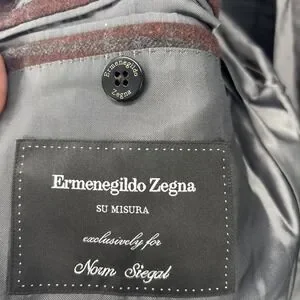 Ermenegildo
Zegna
Ermenegildo Zegna
SU MISURA
exclusively for
Norm Siegal